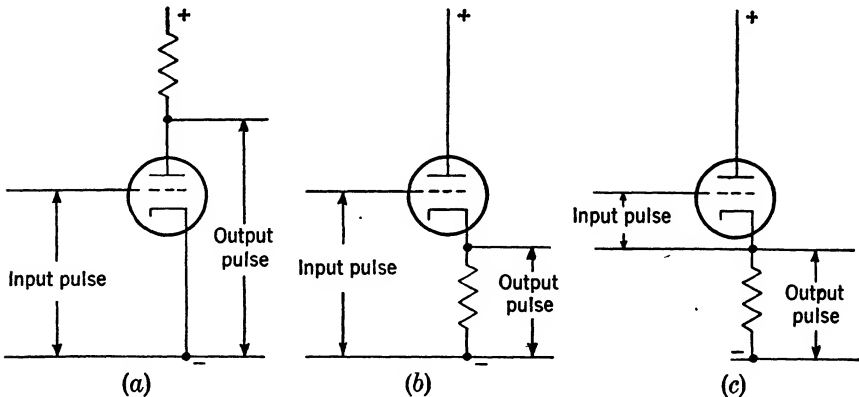 +
+
+
Input pulse
Output
pulse
−
(a)
Input pulse
Output
pulse
−
(b)
Input pulse
Output
pulse
−
(c)